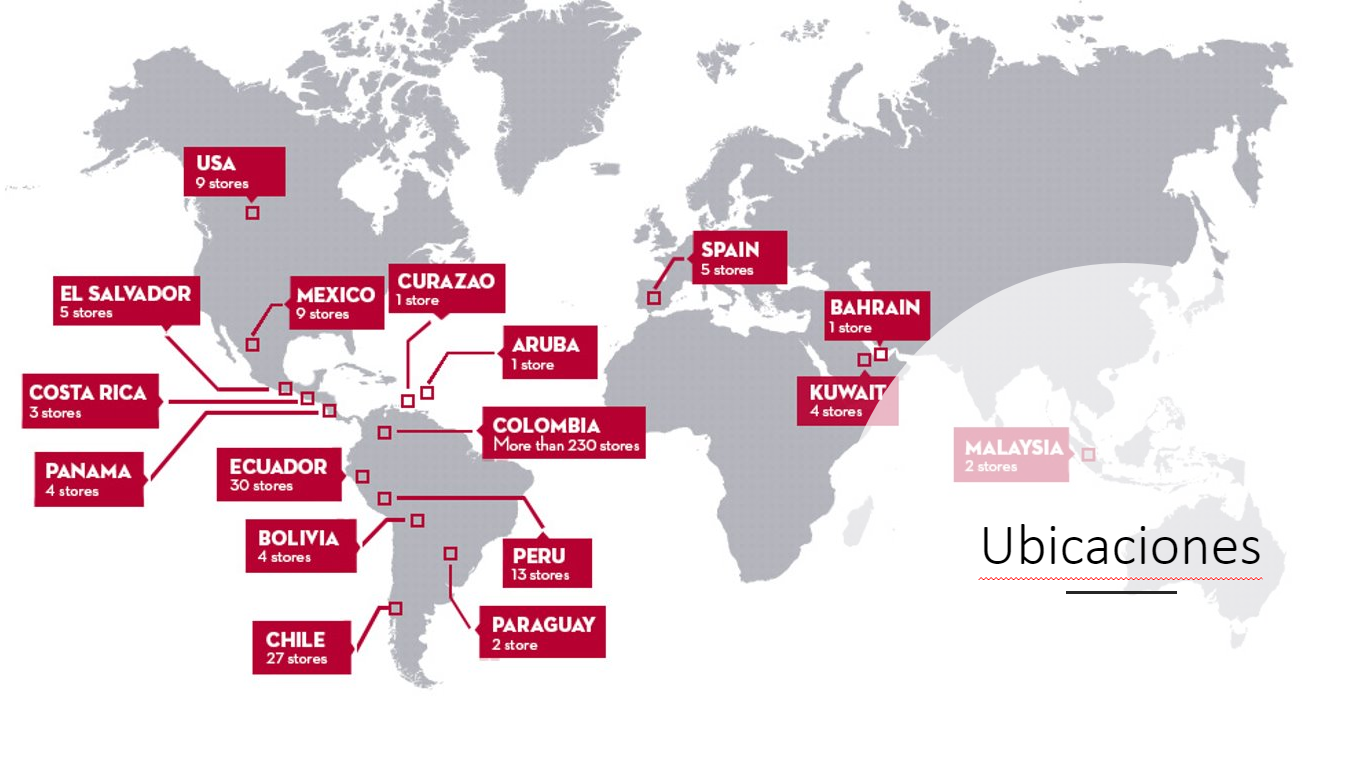 USA
9 stores
SPAIN
5 stores
CURAZAO
1 store
EL SALVADOR
5 stores
MEXICO
9 stores
BAHRAIN
1 store
ARUBA
1 store
COSTA RICA
3 stores
KUWAIT
4 stores
COLOMBIA
More than 230 stores
MALAYSIA
2 stores
PANAMA
4 stores
ECUADOR
30 stores
BOLIVIA
4 stores
Ubicaciones
PERU
13 stores
PARAGUAY
2 store
CHILE
27 stores